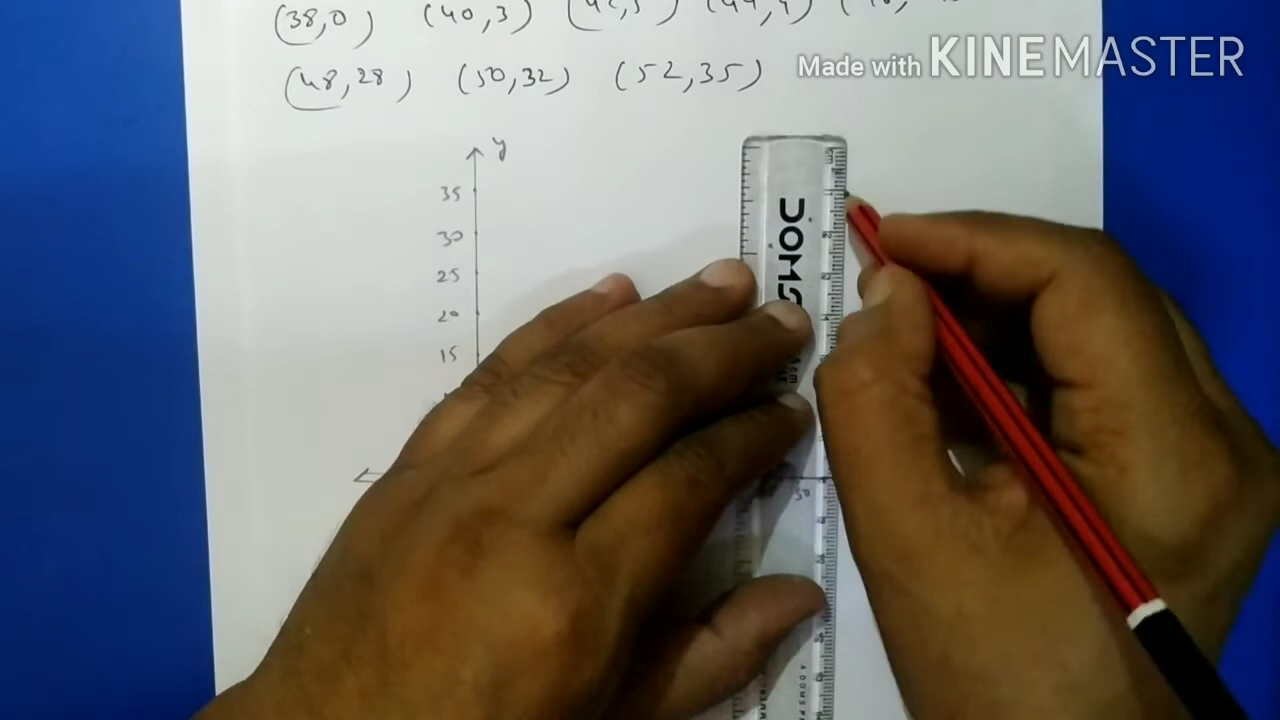 (38,0) (40,3)
Made with KINEMASTER
(48,28) (50,32) (52,35)
y
35
30
25
20
15
50
DOMS